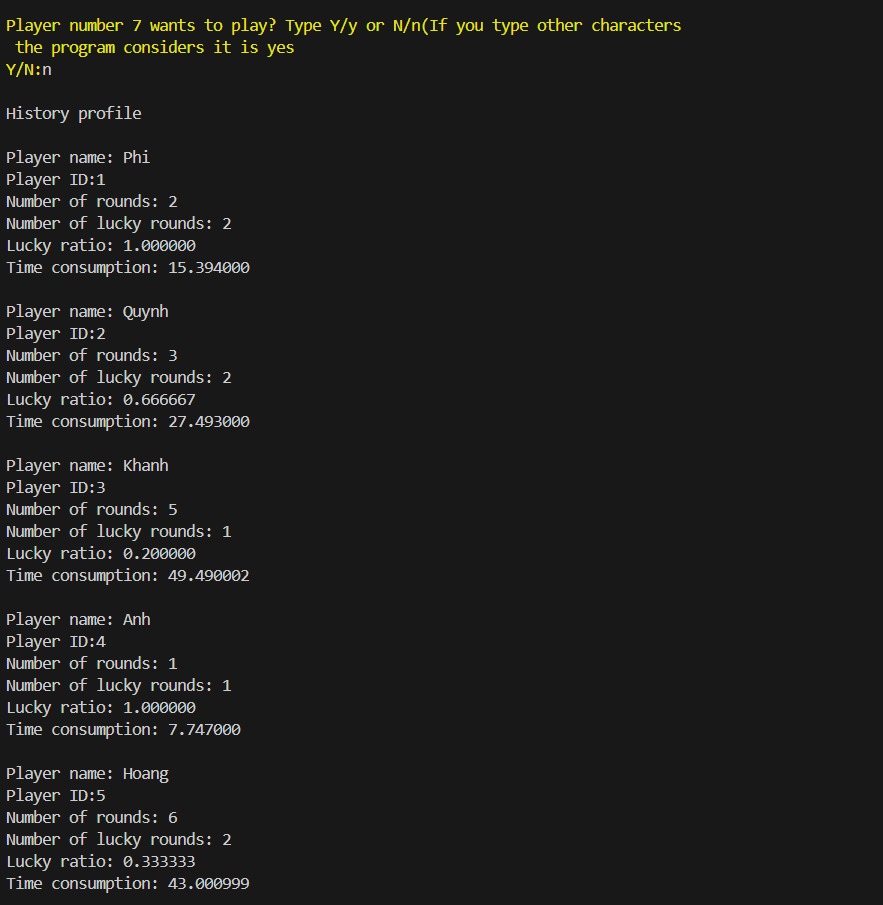 Player number 7 wants to play? Type Y/y or N/n(If you type other characters
the program considers it is yes
Y/N:n
History profile
Player name: Phi
Player ID:1
Number of rounds: 2
Number of lucky rounds: 2
Lucky ratio: 1.000000
Time consumption: 15.394000
Player name: Quynh
Player ID:2
Number of rounds: 3
Number of lucky rounds: 2
Lucky ratio: 0.666667
Time consumption: 27.493000
Player name: Khanh
Player ID:3
Number of rounds: 5
Number of lucky rounds: 1
Lucky ratio: 0.200000
Time consumption: 49.490002
Player name: Anh
Player ID:4
Number of rounds: 1
Number of lucky rounds: 1
Lucky ratio: 1.000000
Time consumption: 7.747000
Player name: Hoang
Player ID:5
Number of rounds: 6
Number of lucky rounds: 2
Lucky ratio: 0.333333
Time consumption: 43.000999